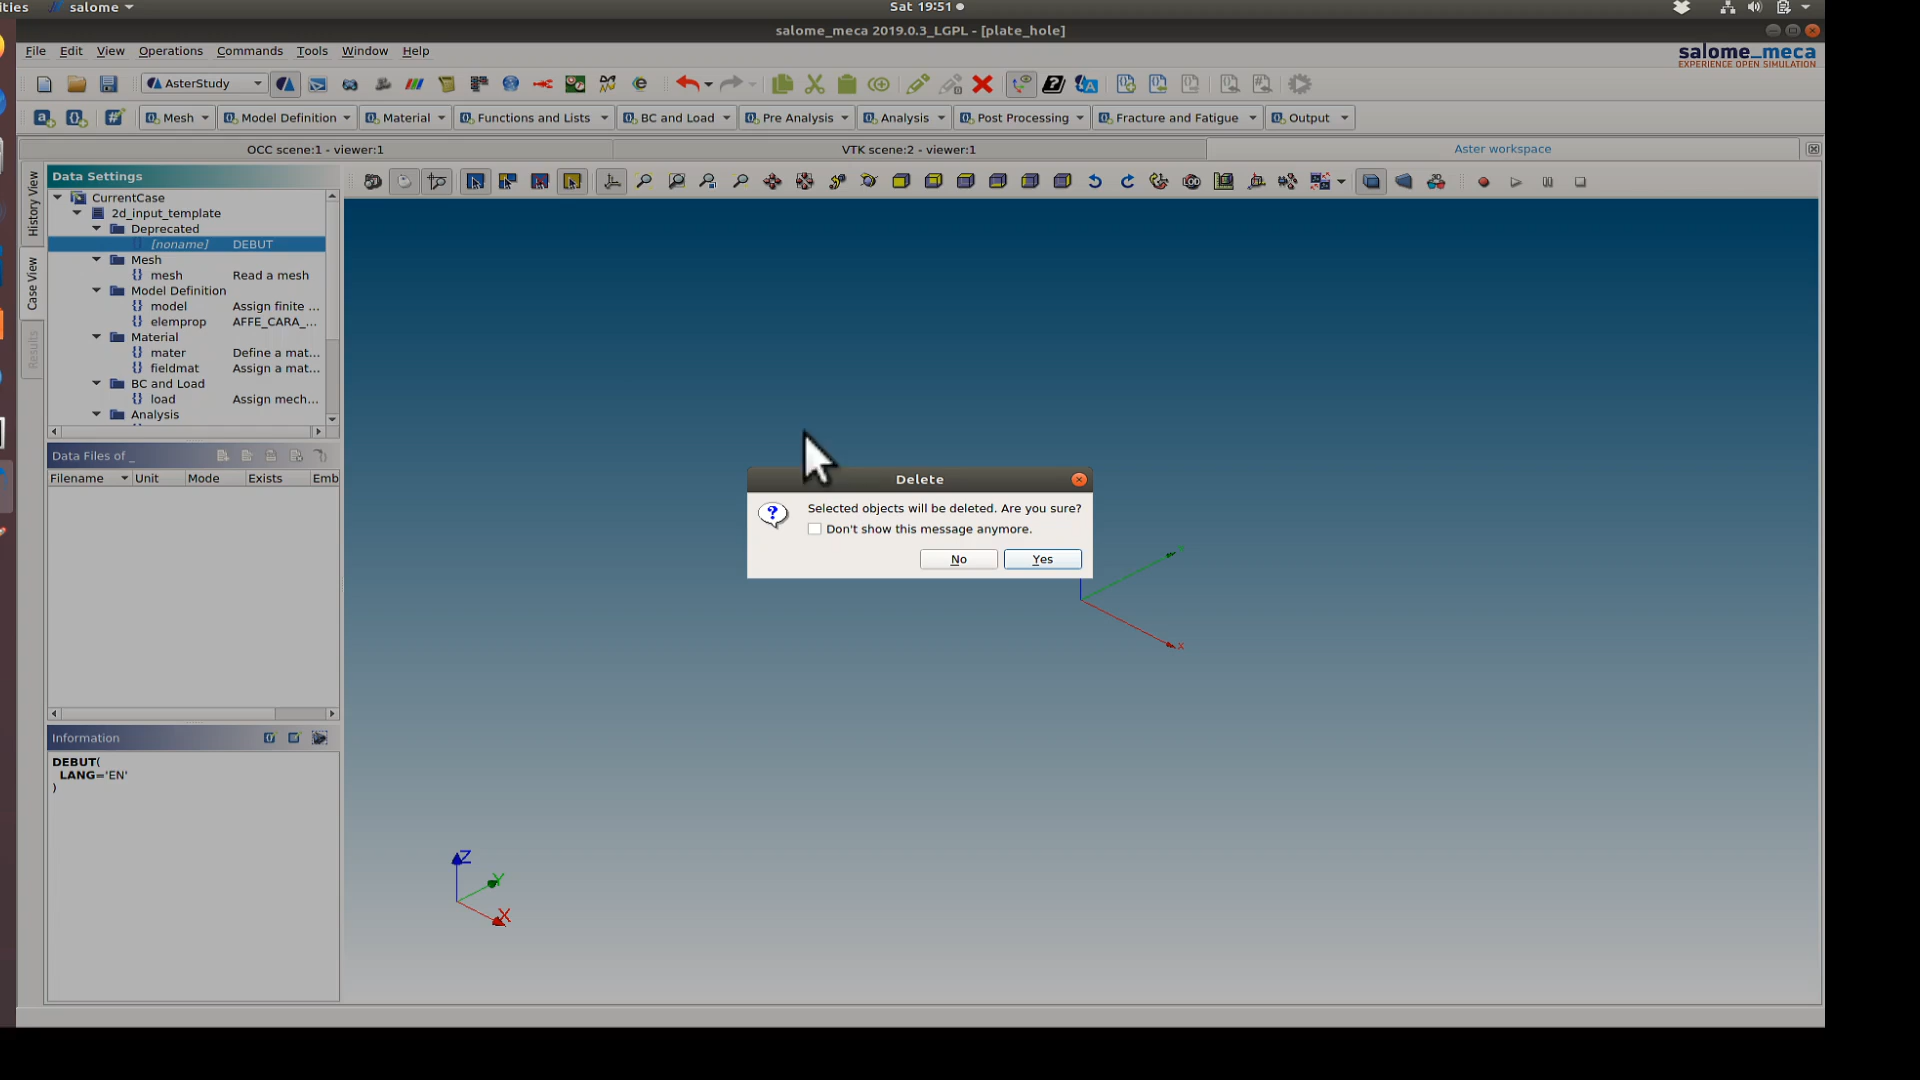 ities salome Sat 19:51
salome_meca 2019.0.3_LGPL - [plate_hole]
File Edit View Operations Commands Tools Window Help
salome_meca
EXPERIENCE OPEN SIMULATION
AsterStudy
Mesh Model Definition Material Functions and Lists BC and Load Pre Analysis Analysis Post Processing Fracture and Fatigue Output
OCC scene:1 - viewer:1 VTK scene:2 - viewer:1 Aster workspace
History View
Case View
Results
Data Settings
CurrentCase
2d_input_template
Deprecated
[noname] DEBUT
Mesh
mesh Read a mesh
Model Definition
model Assign finite ...
elemprop AFFE_CARA_...
Material
mater Define a mat...
fieldmat Assign a mat...
BC and Load
load Assign mech...
Analysis
Data Files of _
Filename Unit Mode Exists Emb
Information
DEBUT(
LANG='EN'
)
Delete
Selected objects will be deleted. Are you sure?
Don't show this message anymore.
No Yes
X
Z
Y
X